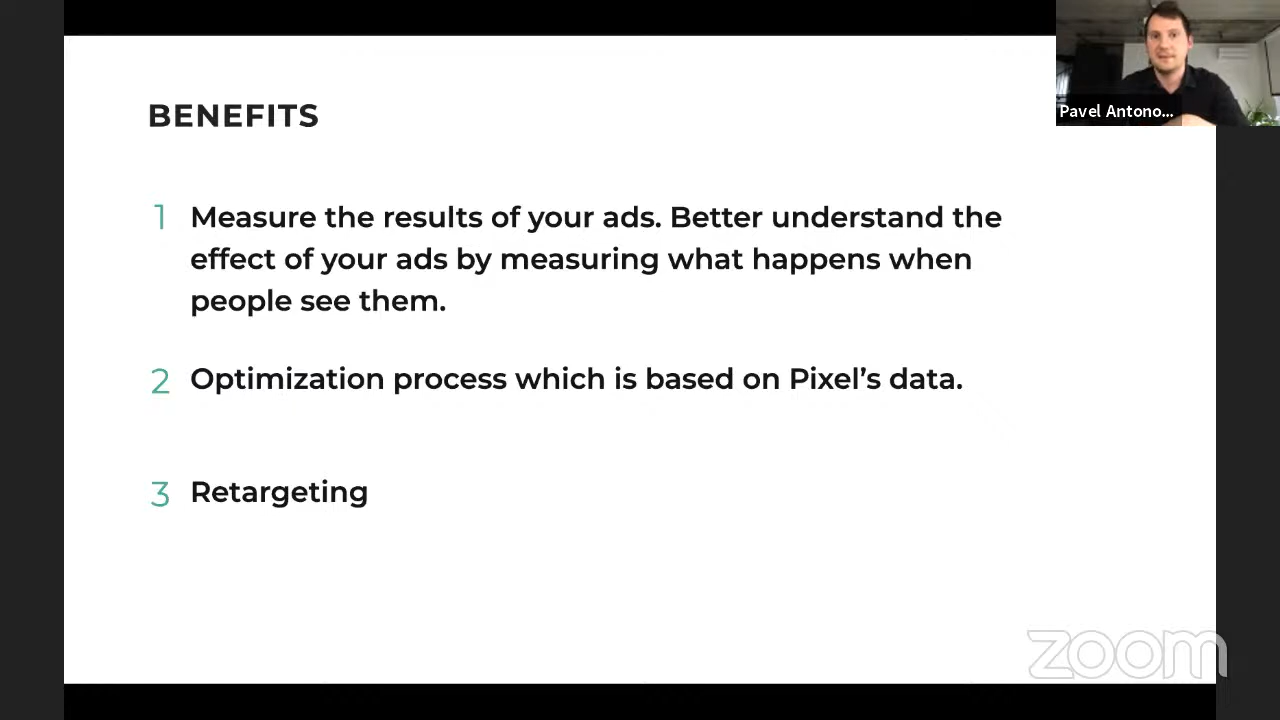 BENEFITS
1 Measure the results of your ads. Better understand the
effect of your ads by measuring what happens when
people see them.
2 Optimization process which is based on Pixel’s data.
3 Retargeting
Pavel Antono...
zoom